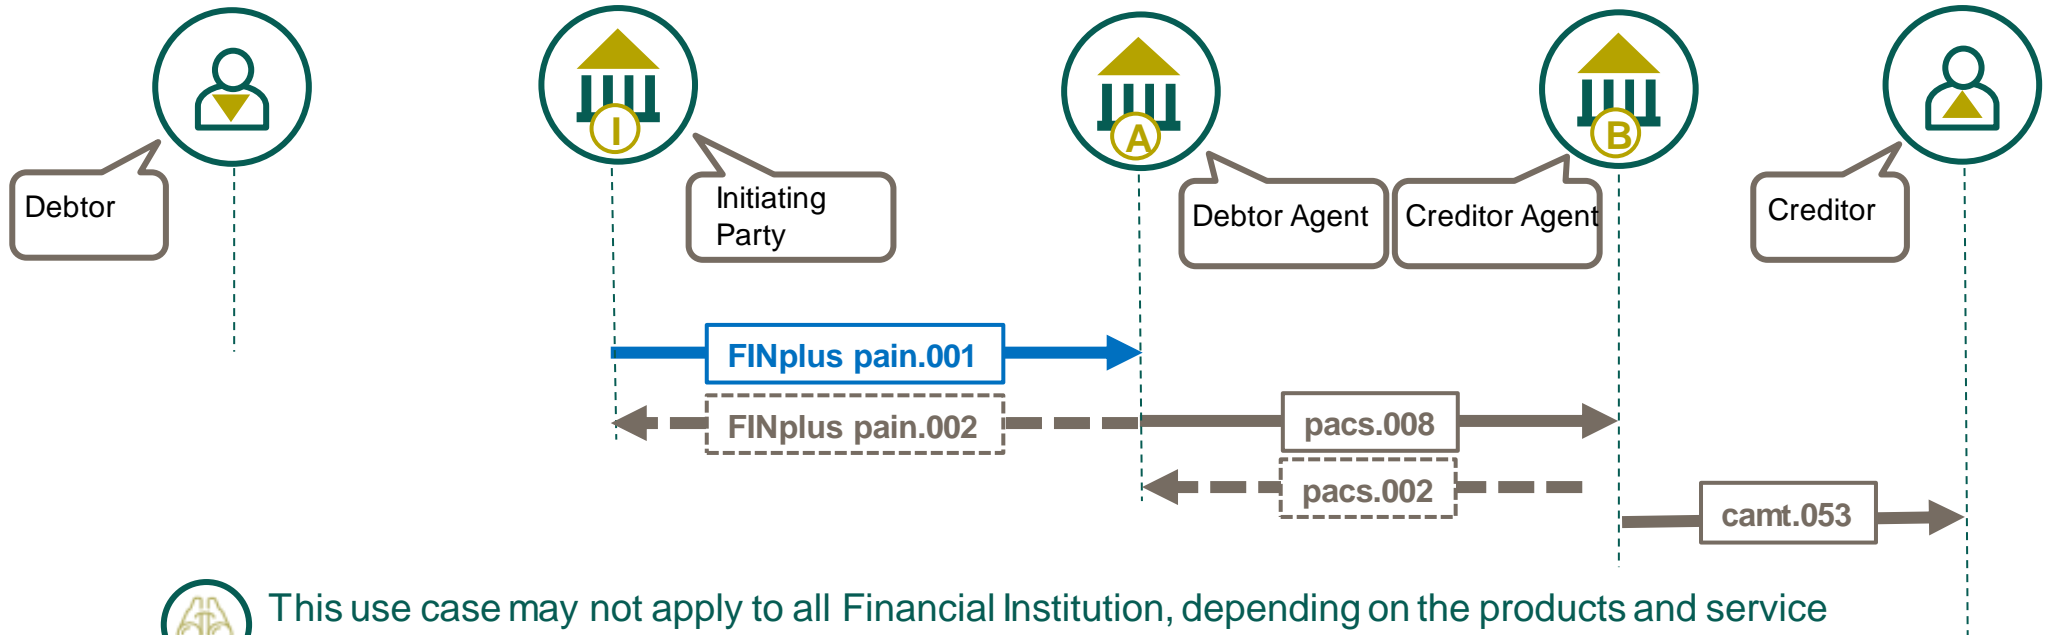 I
A
B
Debtor
Initiating
Party
Debtor Agent
Creditor Agent
Creditor
FINplus pain.001
FINplus pain.002
pacs.008
pacs.002
camt.053
This use case may not apply to all Financial Institution, depending on the products and service